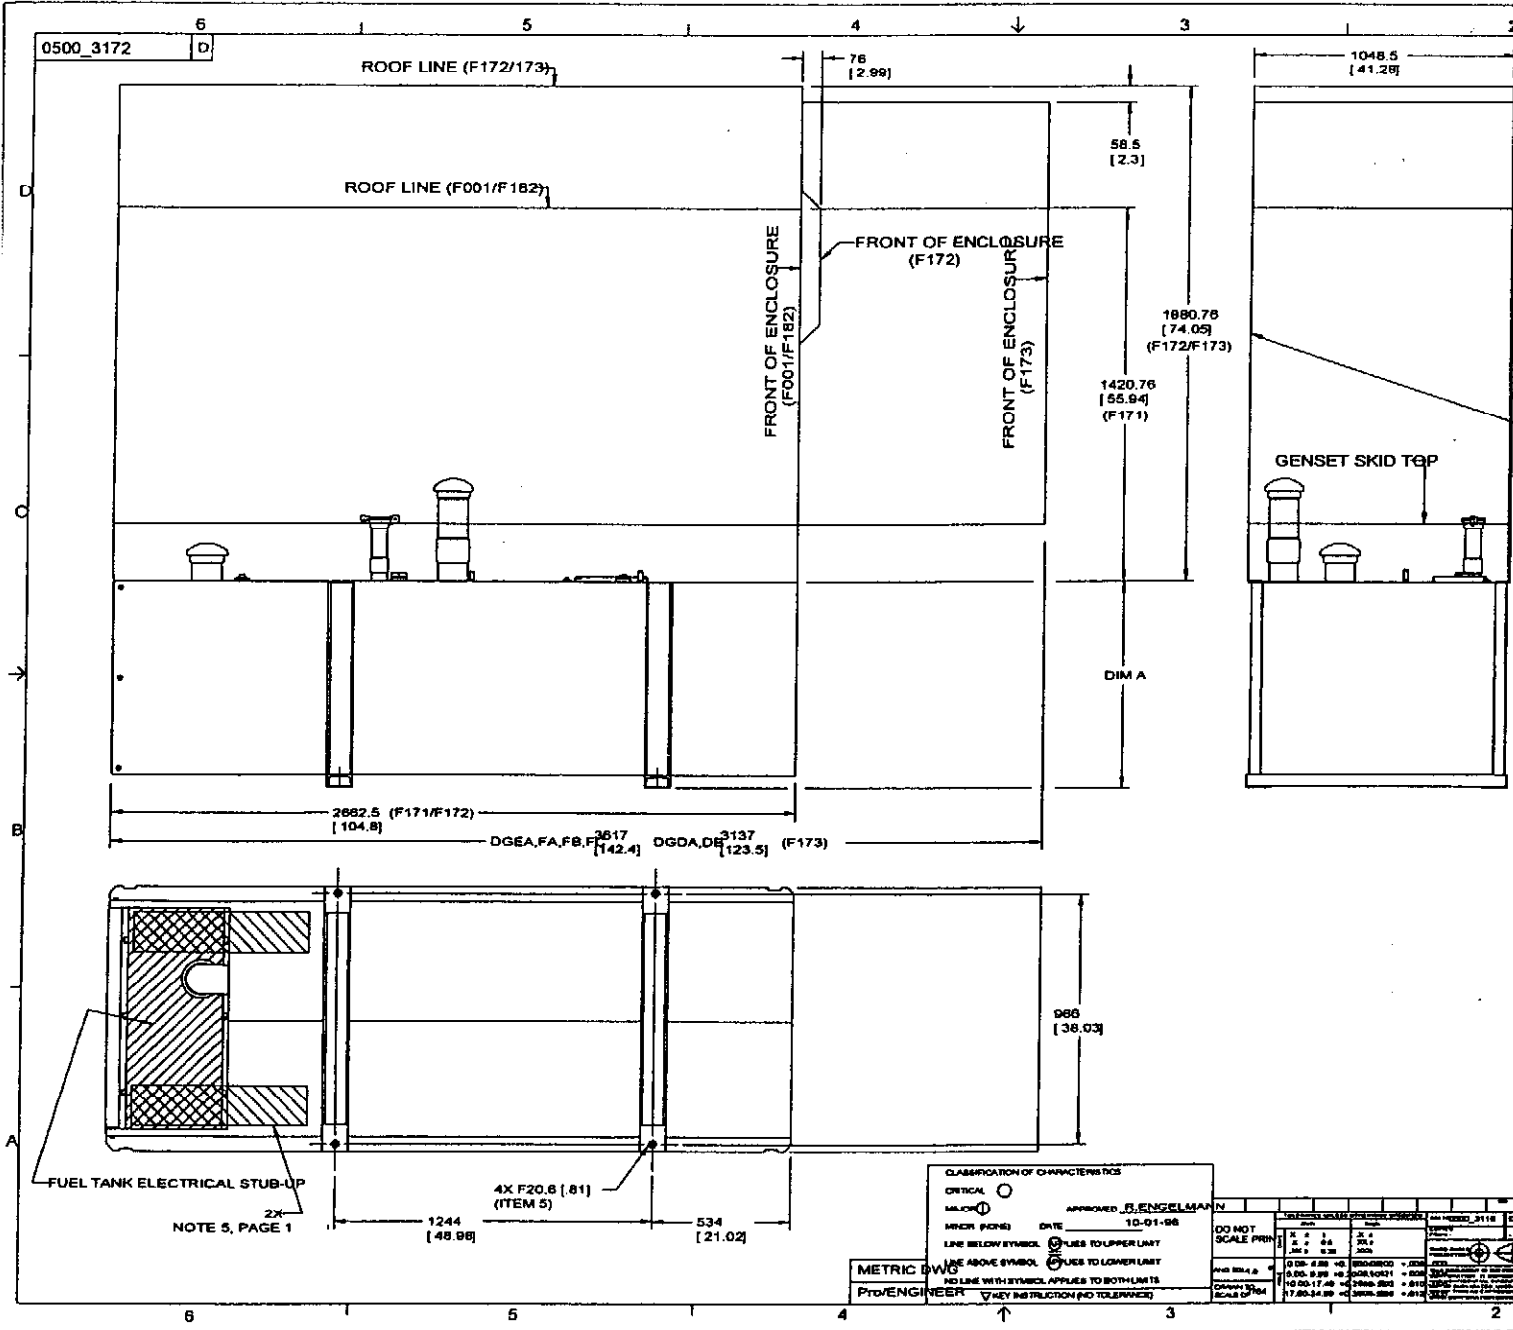 6 5 4 3 2
0500_3172 D
ROOF LINE (F172/173)
76
[2.99]
1048.5
[41.28]
58.5
[2.3]
D
ROOF LINE (F001/F182)
FRONT OF ENCLOSURE
(F001/F182)
FRONT OF ENCLOSURE
(F172)
FRONT OF ENCLOSURE
(F173)
1880.76
[74.05]
(F172/F173)
1420.76
[55.94]
(F171)
GENSET SKID TOP
C
DIM A
2662.5 (F171/F172)
[104.8]
B
DGEA,FA,FB,F 3617 DGDA,DB 3137 (F173)
[142.4] [123.5]
966
[38.03]
A
FUEL TANK ELECTRICAL STUB-UP
2X
NOTE 5, PAGE 1
4X F20.6 [.81]
(ITEM 5)
1244
[48.98]
534
[21.02]
CLASSIFICATION OF CHARACTERISTICS
CRITICAL
MAJOR APPROVED R.ENGELMANN
MINOR (NONE) DATE 10-01-96
LINE BELOW SYMBOL APPLIES TO UPPER LIMIT
LINE ABOVE SYMBOL APPLIES TO LOWER LIMIT
NO LINE WITH SYMBOL APPLIES TO BOTH LIMITS
KEY INSTRUCTION (NO TOLERANCE)
METRIC DWG
Pro/ENGINEER
DO NOT
SCALE PRINT
6 5 4 3 2